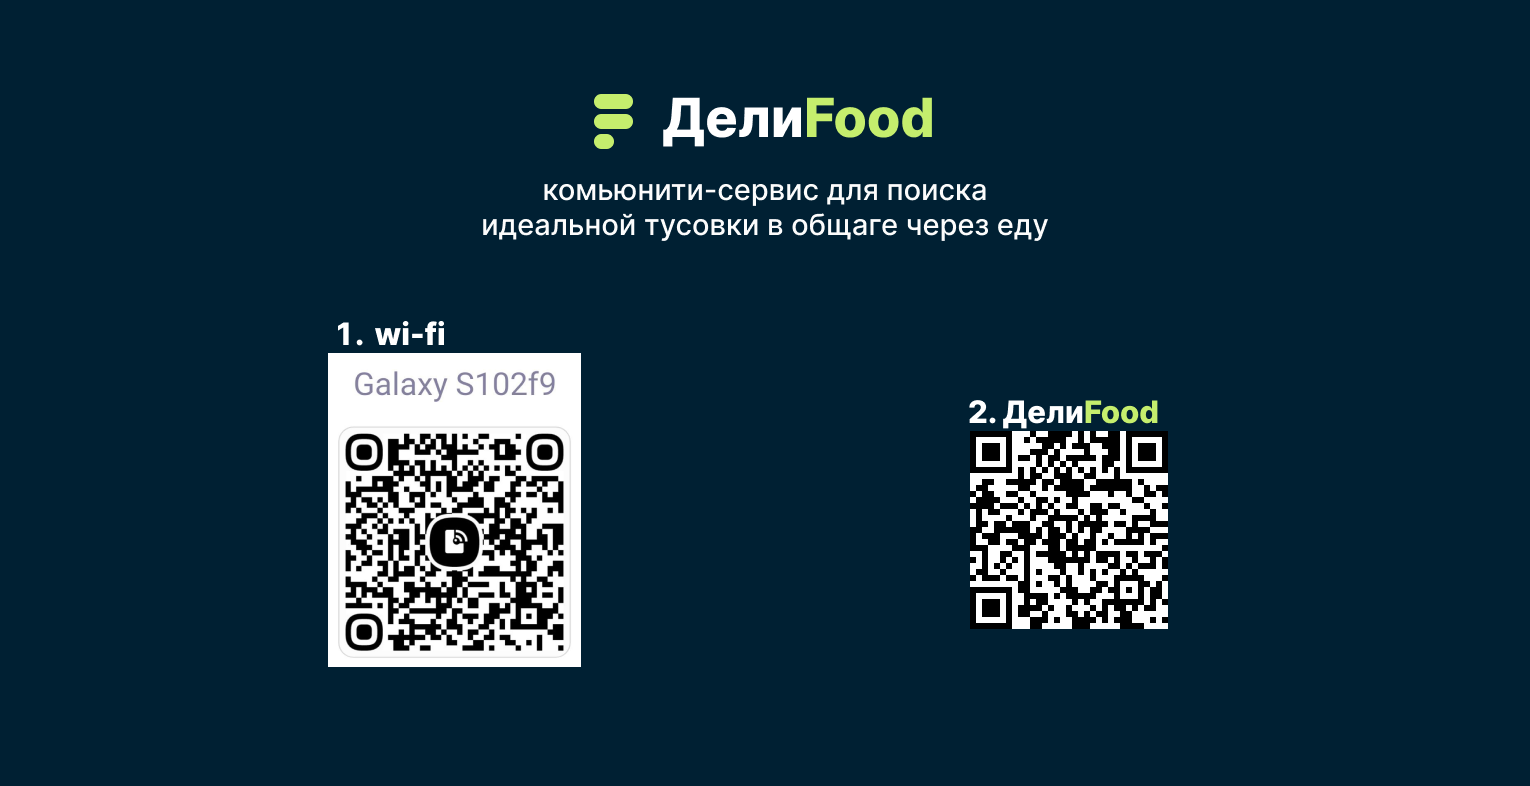 ДелиFood
комьюнити-сервис для поиска
идеальной тусовки в общаге через еду
1. wi-fi
Galaxy S102f9
2. ДелиFood